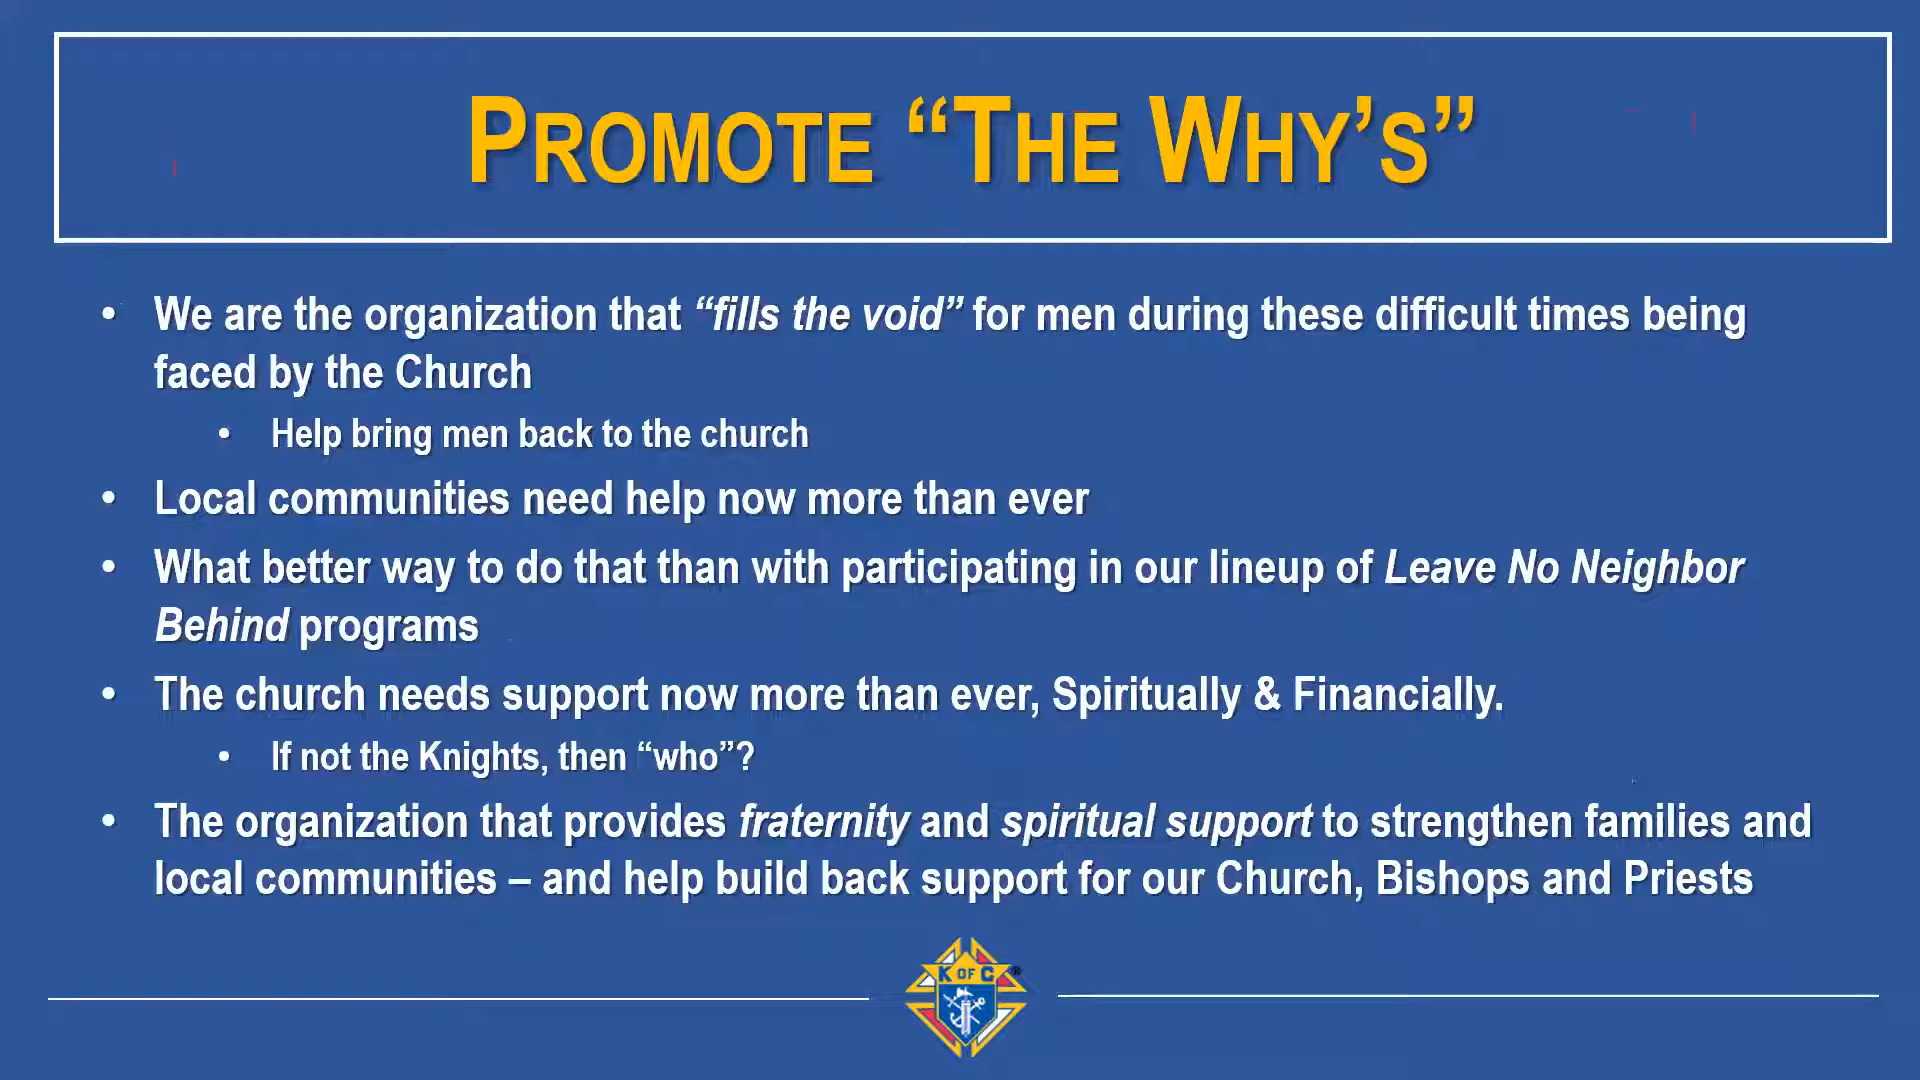 PROMOTE “THE WHY’S”
• We are the organization that “fills the void” for men during these difficult times being
faced by the Church
• Help bring men back to the church
• Local communities need help now more than ever
• What better way to do that than with participating in our lineup of Leave No Neighbor
Behind programs
• The church needs support now more than ever, Spiritually & Financially.
• If not the Knights, then “who”?
• The organization that provides fraternity and spiritual support to strengthen families and
local communities – and help build back support for our Church, Bishops and Priests
K OF C ®